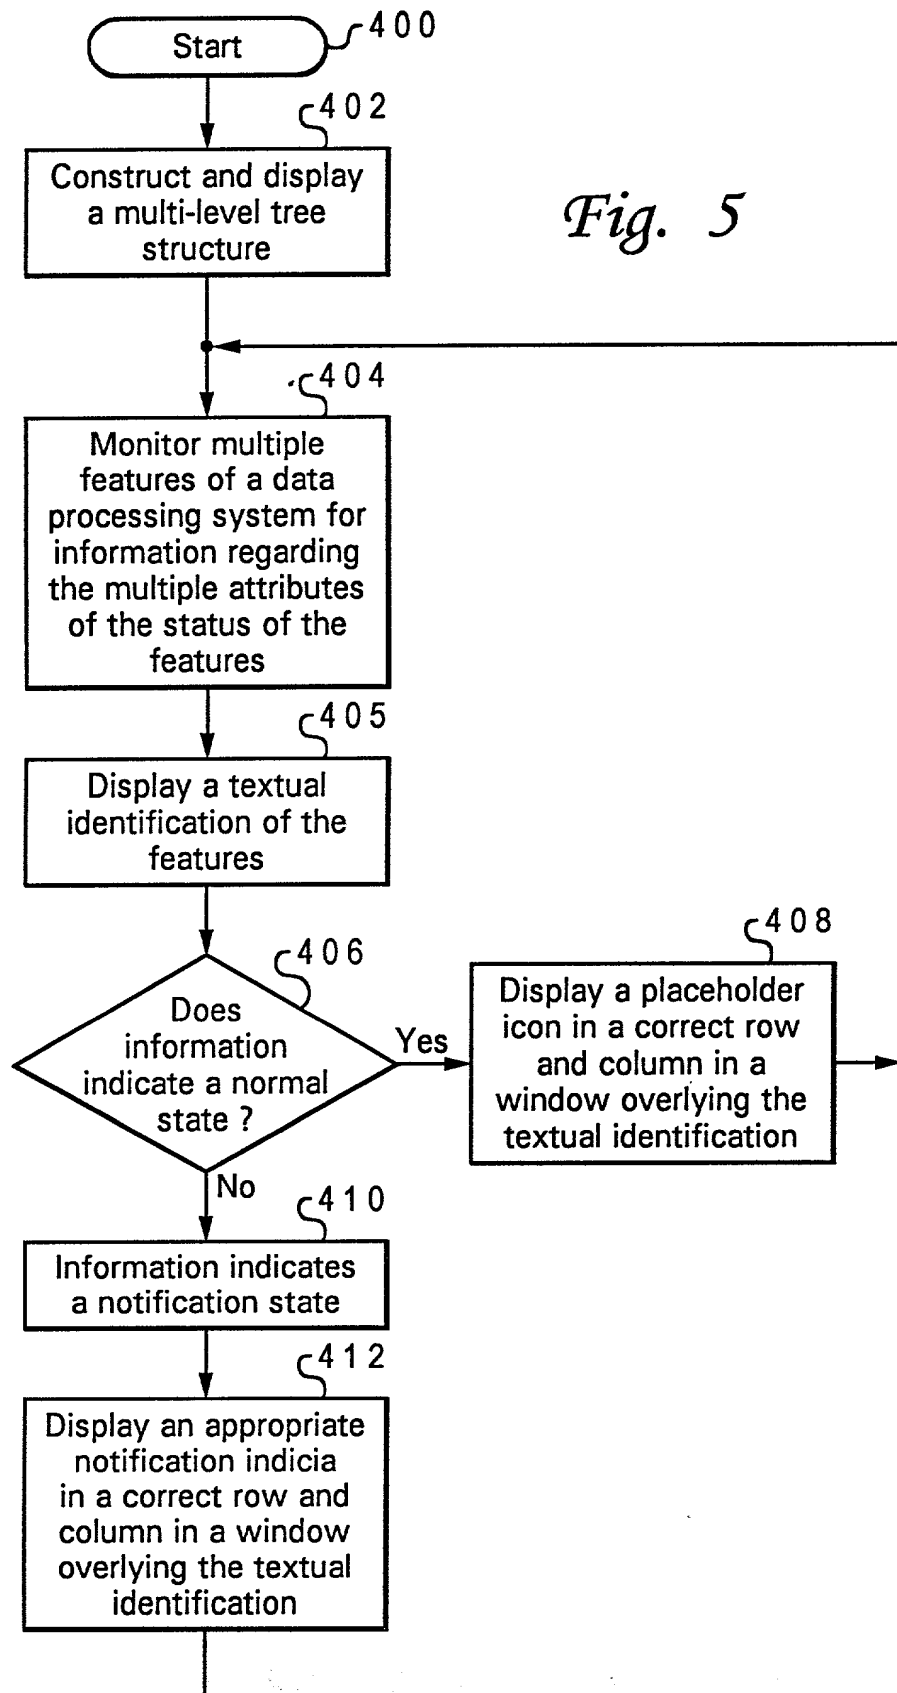 Start
400
402
Construct and display
a multi-level tree
structure
Fig. 5
404
Monitor multiple
features of a data
processing system for
information regarding
the multiple attributes
of the status of the
features
405
Display a textual
identification of the
features
406
Does
information
indicate a normal
state ?
Yes
408
Display a placeholder
icon in a correct row
and column in a
window overlying the
textual identification
No
410
Information indicates
a notification state
412
Display an appropriate
notification indicia
in a correct row and
column in a window
overlying the textual
identification